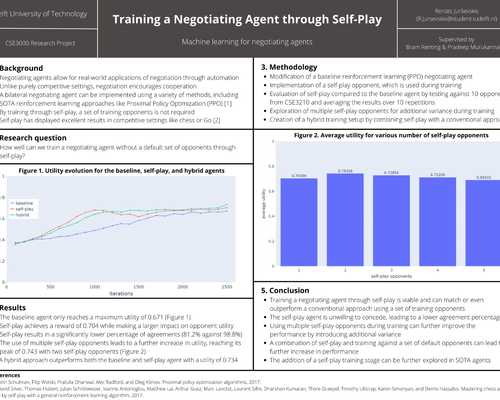 elft University of Technology
CSE3000 Research Project
Training a Negotiating Agent through Self-Play
Machine learning for negotiating agents
Renāts Jurševskis
Supervised by
Bram Renting & Pradeep Murukannaiah
Background
Negotiating agents allow for real-world applications of negotiation through automation
Unlike purely competitive settings, negotiation encourages cooperation
A bilateral negotiating agent can be implemented using a variety of methods, including
SOTA reinforcement learning approaches like Proximal Policy Optimization (PPO) [1]
By training through self-play, a set of training opponents is not required
Self-play has displayed excellent results in competitive settings like chess or Go [2]
Research question
How well can we train a negotiating agent without a default set of opponents through
self-play?
Figure 1. Utility evolution for the baseline, self-play, and hybrid agents
baseline
self-play
hybrid
1
0.8
0.6
0.4
0
500
1000
1500
2000
2500
Iterations
Results
The baseline agent only reaches a maximum utility of 0.671 (Figure 1)
Self-play achieves a reward of 0.704 while making a larger impact on opponent utility
Self-play results in a significantly lower percentage of agreements (81.2% against 98.8%)
The use of multiple self-play opponents leads to a further increase in utility, reaching its
peak of 0.743 with two self-play opponents (Figure 2)
A hybrid approach outperforms both the baseline and self-play agent with a utility of 0.734
3. Methodology
Modification of a baseline reinforcement learning (PPO) negotiating agent
Implementation of a self-play opponent, which is used during training
Evaluation of self-play compared to the baseline agent by testing against 10 opponen
from CSE3210 and averaging the results over 10 repetitions
Exploration of multiple self-play opponents for additional variance during training
Creation of a hybrid training setup by combining self-play with a conventional approa
Figure 2. Average utility for various number of self-play opponents
average utility
0.8
0.6
0.4
0.2
0
1
2
3
4
5
self-play opponents
5. Conclusion
Training a negotiating agent through self-play is viable and can match or even
outperform a conventional approach using a set of training opponents
The self-play agent is unwilling to concede, leading to a lower agreement percentage
Using multiple self-play opponents during training can further improve the
performance by introducing additional variance
A combination of self-play and training against a set of default opponents can lead to
further increase in performance
The addition of a self-play training stage can be further explored in SOTA agents
erences
Schulman, Filip Wolski, Prafulla Dhariwal, Alec Radford, and Oleg Klimov. Proximal policy optimization algorithms, 2017.
Silver, Thomas Hubert, Julian Schrittwieser, Ioannis Antonoglou, Matthew Lai, Arthur Guez, Marc Lanctot, Laurent Sifre, Dharshan Kumaran, Thore Graepel, Timothy Lillicrap, Karen Simonyan, and Demis Hassabis. Mastering chess a
by self-play with a general reinforcement learning algorithm, 2017.